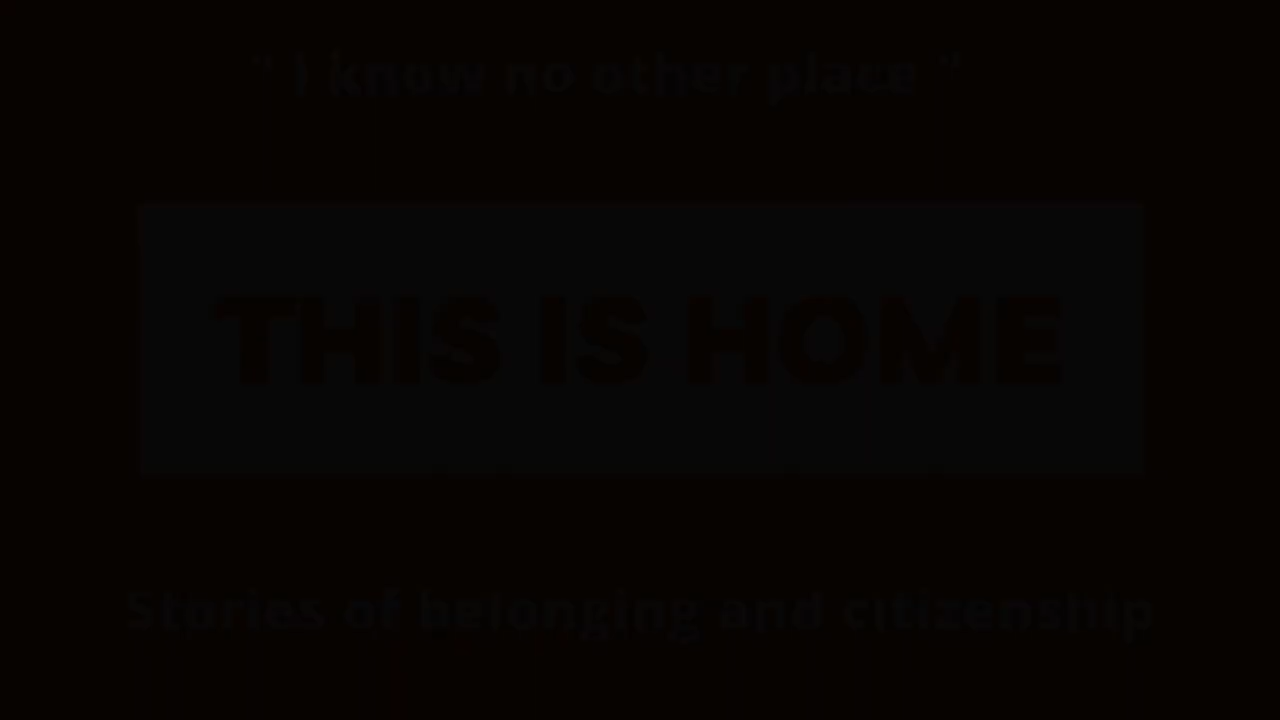 " I know no other place "
THIS IS HOME
Stories of belonging and citizenship